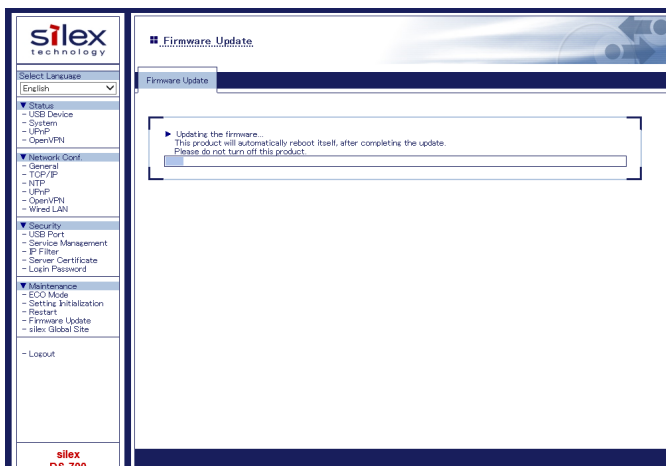 silex
technology
Select Language
English
▼ Status
- USB Device
- System
- UPnP
- OpenVPN
▼ Network Conf.
- General
- TCP/IP
- NTP
- UPnP
- OpenVPN
- Wired LAN
▼ Security
- USB Port
- Service Management
- IP Filter
- Server Certificate
- Login Password
▼ Maintenance
- ECO Mode
- Setting Initialization
- Restart
- Firmware Update
- silex Global Site
- Logout
silex
DS-700
Firmware Update
Firmware Update
Updating the firmware...
This product will automatically reboot itself, after completing the update.
Please do not turn off this product.